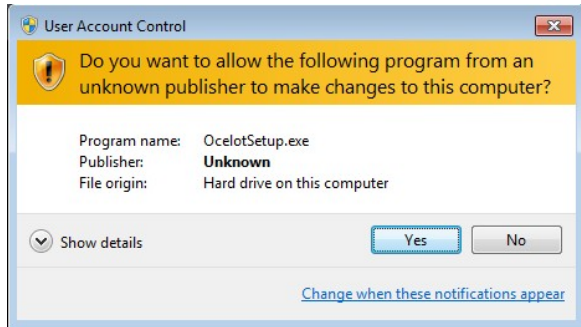 User Account Control
Do you want to allow the following program from an
unknown publisher to make changes to this computer?
Program name: OcelotSetup.exe
Publisher: Unknown
File origin: Hard drive on this computer
Show details
Yes No
Change when these notifications appear